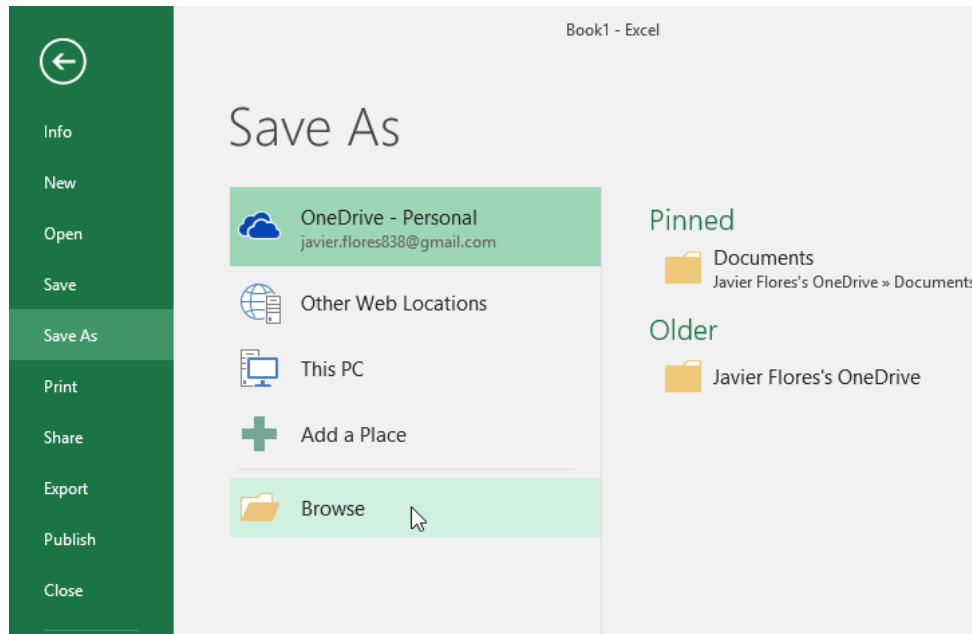 Book1 - Excel
Info
New
Open
Save
Save As
Print
Share
Export
Publish
Close
Save As
OneDrive - Personal
javier.flores838@gmail.com
Other Web Locations
This PC
Add a Place
Browse
Pinned
Documents
Javier Flores's OneDrive » Documents
Older
Javier Flores's OneDrive